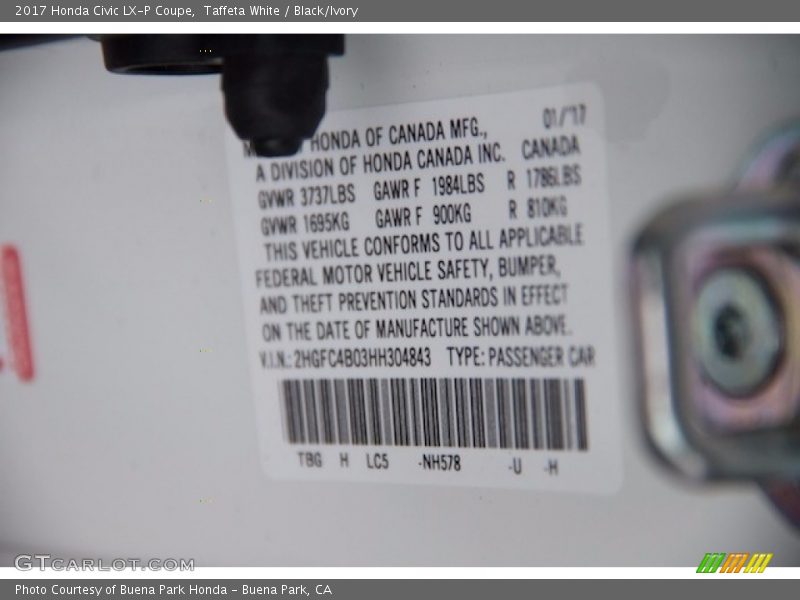 2017 Honda Civic LX-P Coupe, Taffeta White / Black/Ivory
01/'17
HONDA OF CANADA MFG.,
A DIVISION OF HONDA CANADA INC. CANADA
GVWR 3737LBS GAWR F 1984LBS R 1786LBS
GVWR 1695KG GAWR F 900KG R 810KG
THIS VEHICLE CONFORMS TO ALL APPLICABLE
FEDERAL MOTOR VEHICLE SAFETY, BUMPER,
AND THEFT PREVENTION STANDARDS IN EFFECT
ON THE DATE OF MANUFACTURE SHOWN ABOVE.
V.I.N.: 2HGFC4B03HH304843 TYPE: PASSENGER CAR
TBG H LC5 -NH578 -U -H
GTCARLOT.COM
Photo Courtesy of Buena Park Honda - Buena Park, CA